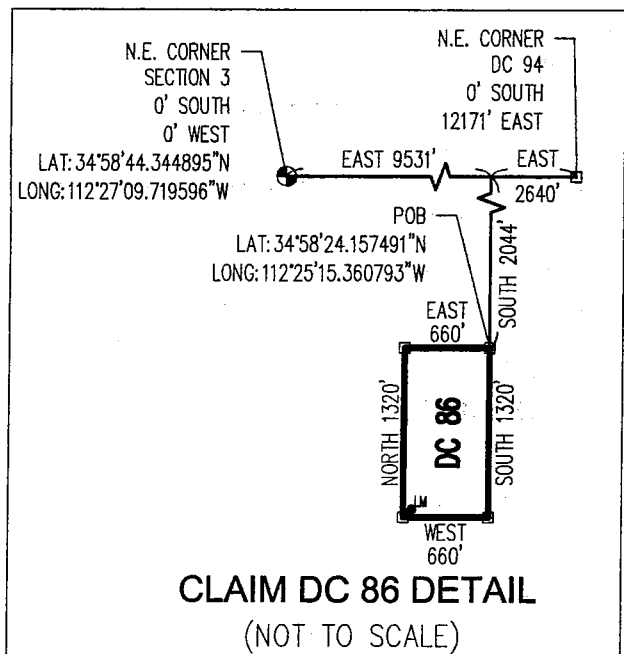 N.E. CORNER
SECTION 3
0' SOUTH
0' WEST
LAT: 34°58'44.344895"N
LONG: 112°27'09.719596"W
N.E. CORNER
DC 94
0' SOUTH
12171' EAST
EAST 9531'
EAST
2640'
POB
LAT: 34°58'24.157491"N
LONG: 112°25'15.360793"W
SOUTH 2044'
EAST
660'
NORTH 1320'
DC 86
SOUTH 1320'
LM
WEST
660'
CLAIM DC 86 DETAIL
(NOT TO SCALE)